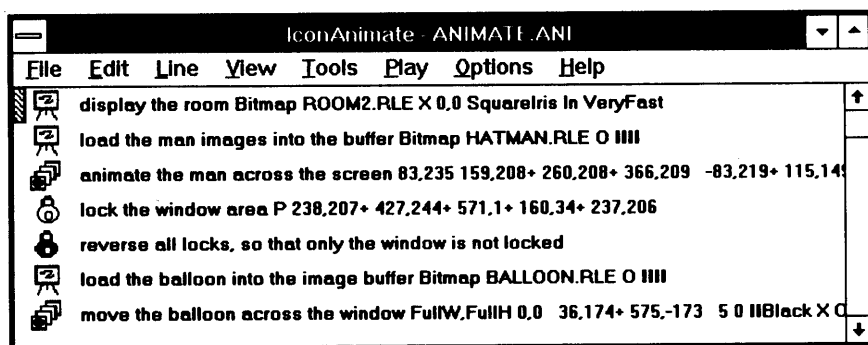 IconAnimate - ANIMATE.ANI
File Edit Line View Tools Play Options Help
display the room Bitmap ROOM2.RLE X 0,0 SquareIris In VeryFast
load the man images into the buffer Bitmap HATMAN.RLE O IIIII
animate the man across the screen 83,235 159,208+ 260,208+ 366,209 -83,219+ 115,149
lock the window area P 238,207+ 427,244+ 571,1+ 160,34+ 237,206
reverse all locks, so that only the window is not locked
load the balloon into the image buffer Bitmap BALLOON.RLE O IIIII
move the balloon across the window FullW,FullH 0,0 36,174+ 575,-173 5 0 IIBlack X O